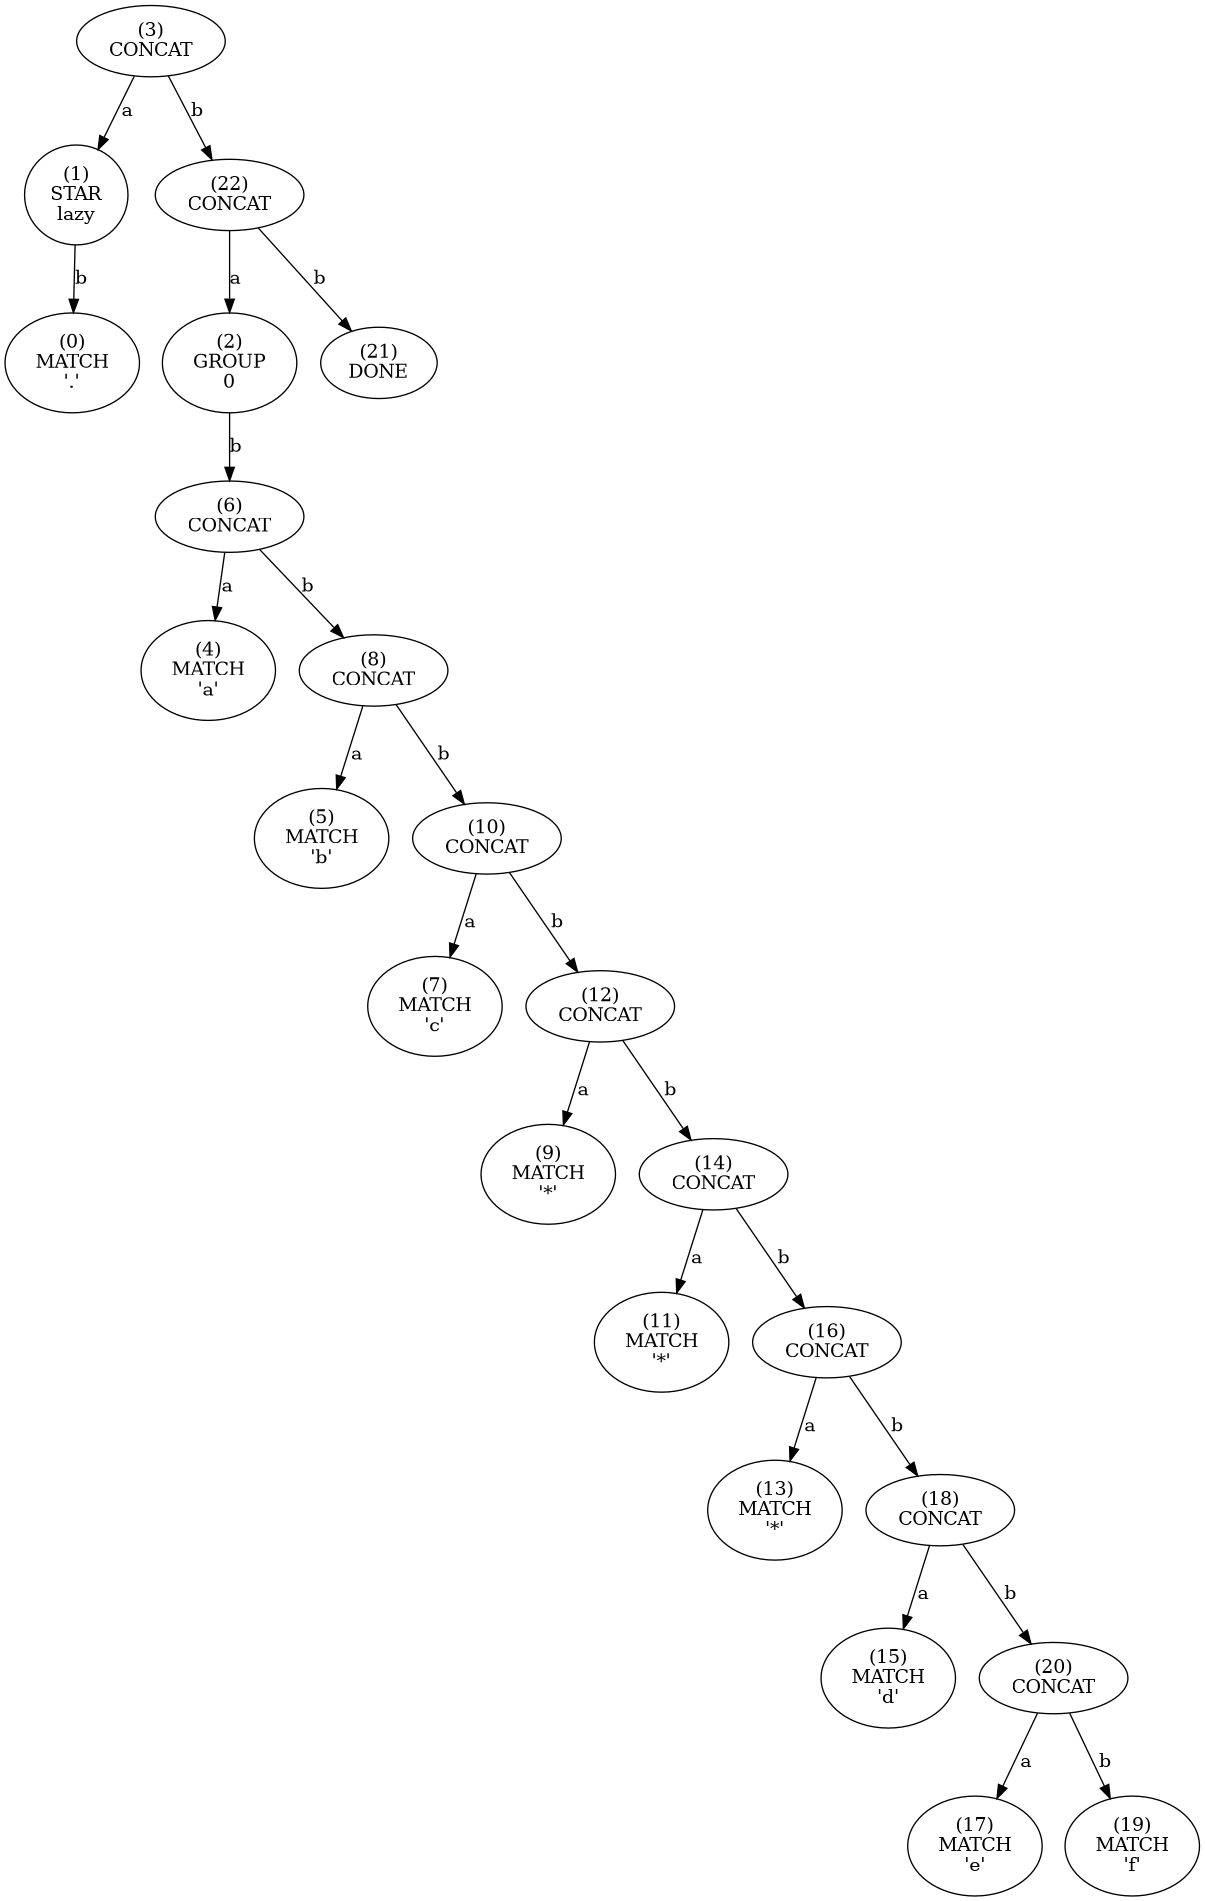 (3)
CONCAT
a
b
(1)
STAR
lazy
(22)
CONCAT
b
a
b
(0)
MATCH
'.'
(2)
GROUP
0
(21)
DONE
b
(6)
CONCAT
a
b
(4)
MATCH
'a'
(8)
CONCAT
a
b
(5)
MATCH
'b'
(10)
CONCAT
a
b
(7)
MATCH
'c'
(12)
CONCAT
a
b
(9)
MATCH
'*'
(14)
CONCAT
a
b
(11)
MATCH
'*'
(16)
CONCAT
a
b
(13)
MATCH
'*'
(18)
CONCAT
a
b
(15)
MATCH
'd'
(20)
CONCAT
a
b
(17)
MATCH
'e'
(19)
MATCH
'f'